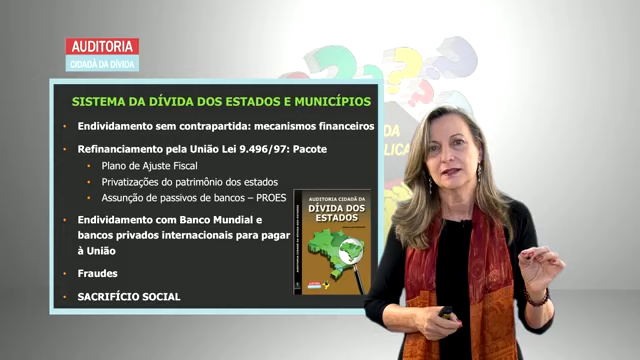 AUDITORIA
CIDADÃ DA DÍVIDA
SISTEMA DA DÍVIDA DOS ESTADOS E MUNICÍPIOS
• Endividamento sem contrapartida: mecanismos financeiros
• Refinanciamento pela União Lei 9.496/97: Pacote
• Plano de Ajuste Fiscal
• Privatizações do patrimônio dos estados
• Assunção de passivos de bancos – PROES
• Endividamento com Banco Mundial e
bancos privados internacionais para pagar
à União
• Fraudes
• SACRIFÍCIO SOCIAL
AUDITORIA CIDADÃ DA
DÍVIDA DOS
ESTADOS